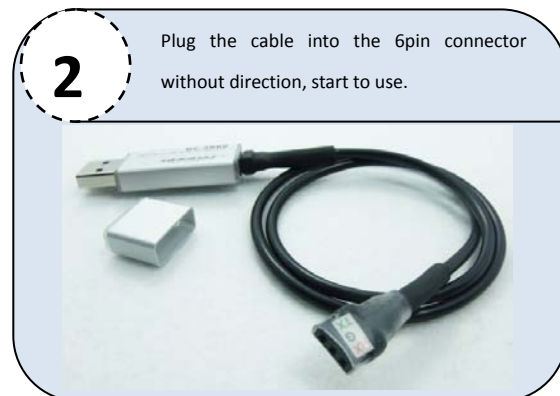 2
Plug the cable into the 6pin connector
without direction, start to use.